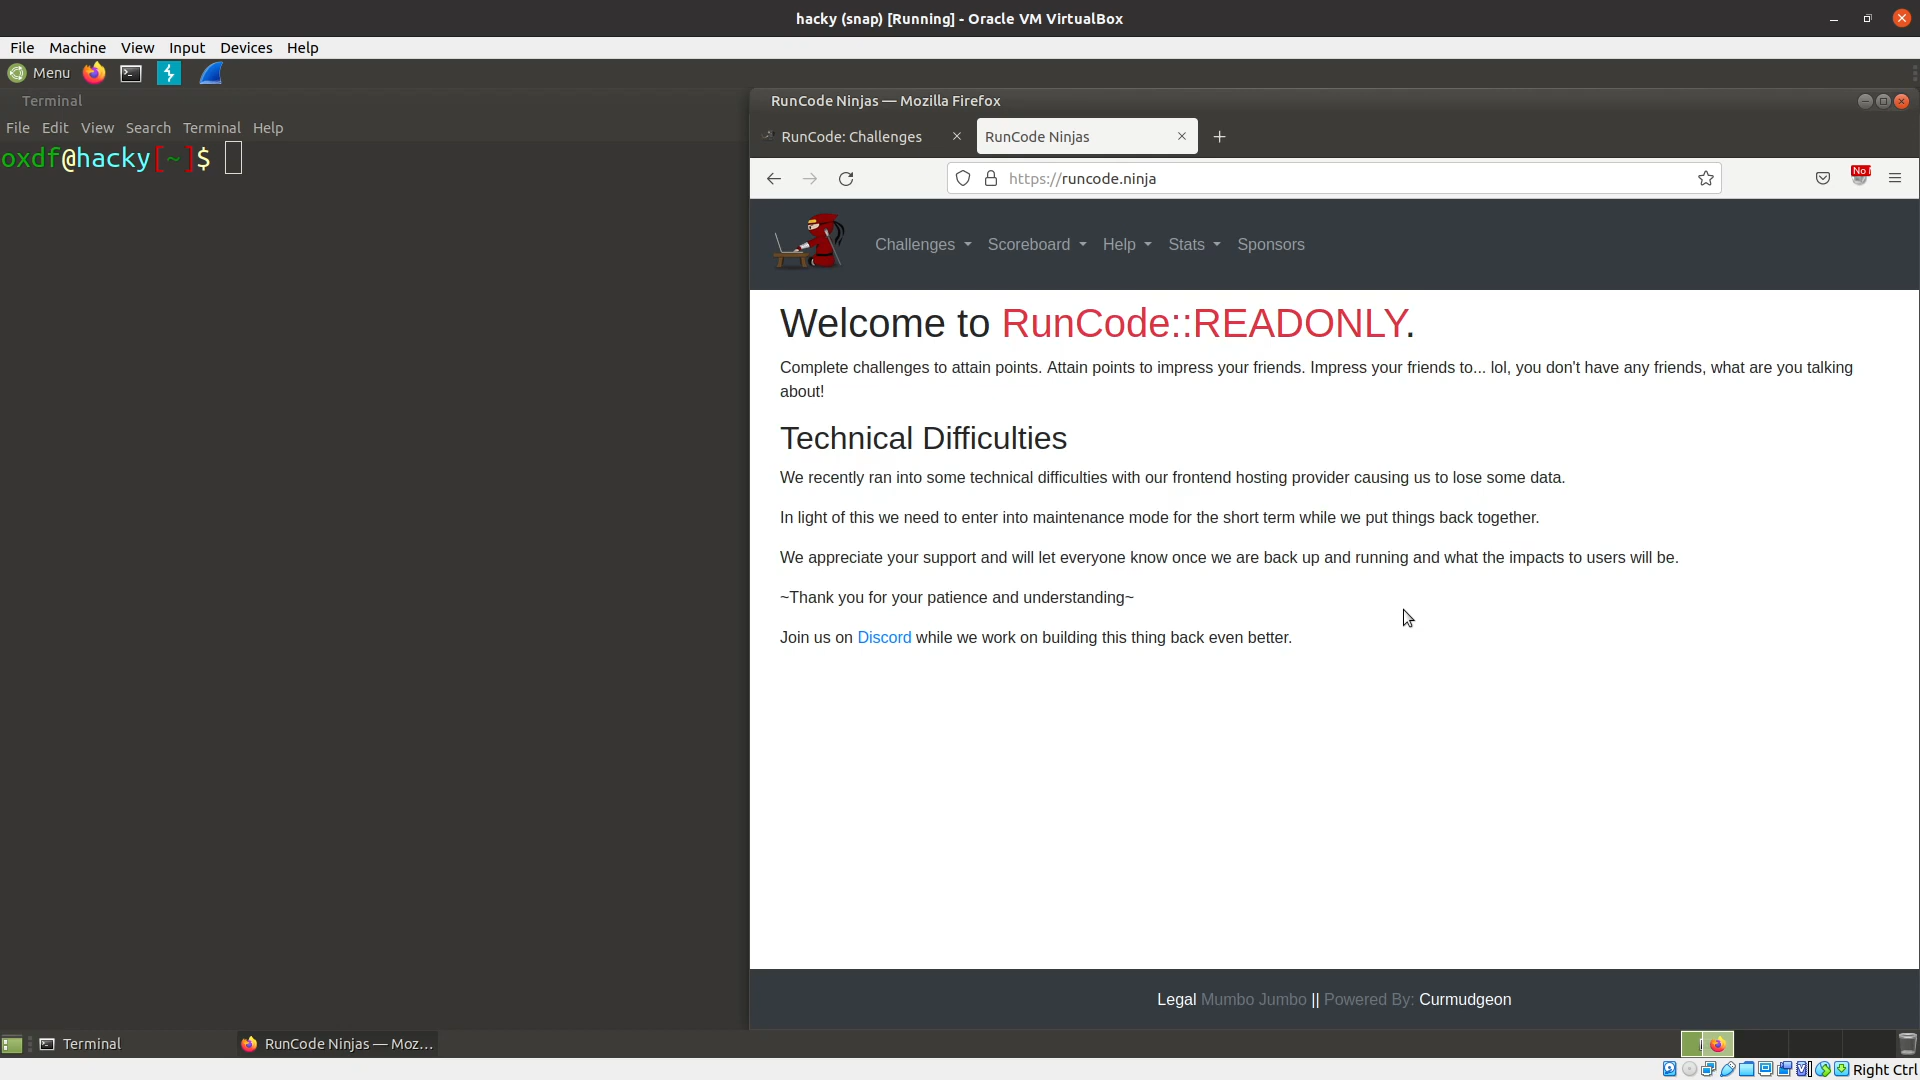 hacky (snap) [Running] - Oracle VM VirtualBox
File Machine View Input Devices Help
Menu
Terminal
File Edit View Search Terminal Help
oxdf@hacky[~]$
RunCode Ninjas — Mozilla Firefox
RunCode: Challenges
RunCode Ninjas
https://runcode.ninja
Challenges Scoreboard Help Stats Sponsors
Welcome to RunCode::READONLY.
Complete challenges to attain points. Attain points to impress your friends. Impress your friends to... lol, you don't have any friends, what are you talking
about!
Technical Difficulties
We recently ran into some technical difficulties with our frontend hosting provider causing us to lose some data.
In light of this we need to enter into maintenance mode for the short term while we put things back together.
We appreciate your support and will let everyone know once we are back up and running and what the impacts to users will be.
~Thank you for your patience and understanding~
Join us on Discord while we work on building this thing back even better.
Legal Mumbo Jumbo || Powered By: Curmudgeon
Terminal
RunCode Ninjas — Moz...
Right Ctrl